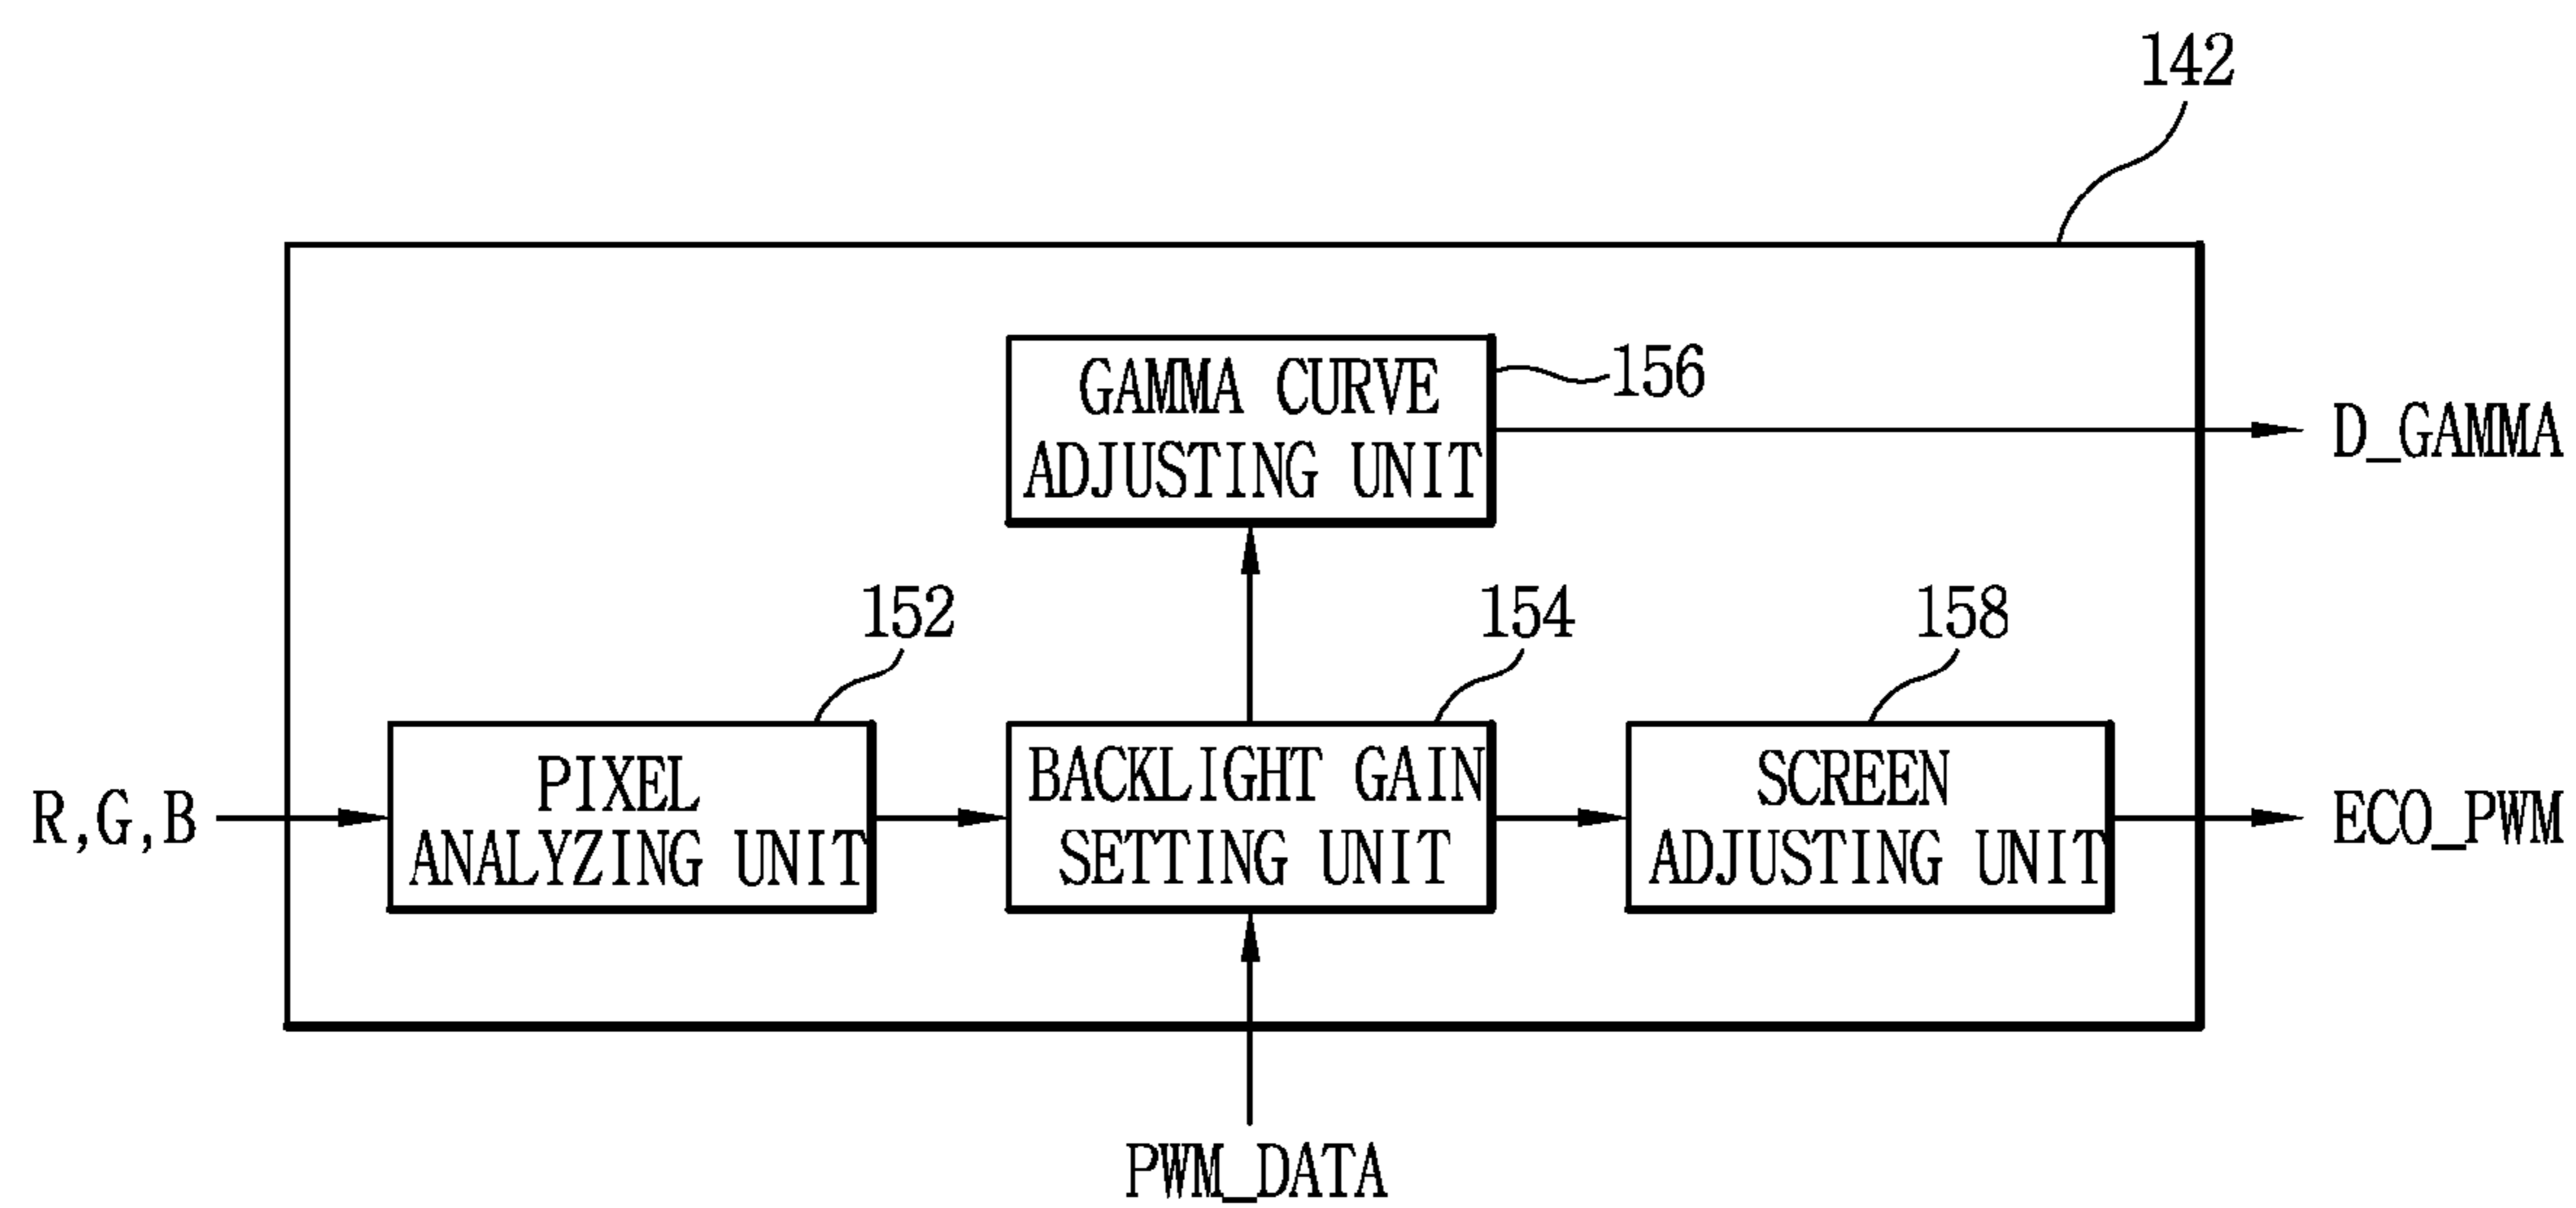 142
GAMMA CURVE
ADJUSTING UNIT
156
D_GAMMA
152
154
158
R,G,B
PIXEL
ANALYZING UNIT
BACKLIGHT GAIN
SETTING UNIT
SCREEN
ADJUSTING UNIT
ECO_PWM
PWM_DATA